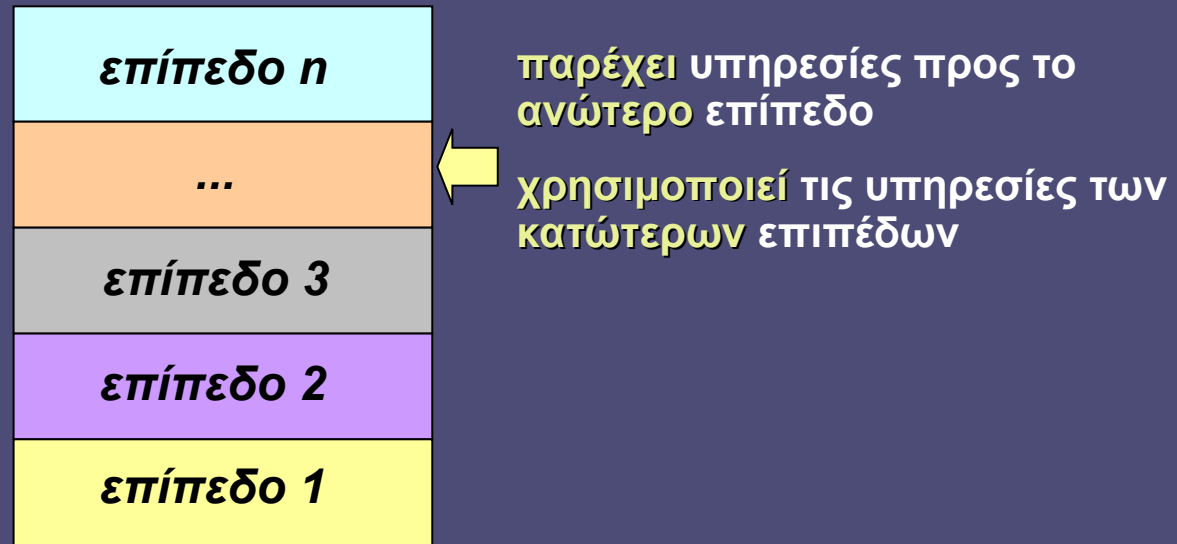 επίπεδο n
...
επίπεδο 3
επίπεδο 2
επίπεδο 1
παρέχει υπηρεσίες προς το
ανώτερο επίπεδο
χρησιμοποιεί τις υπηρεσίες των
κατώτερων επιπέδων